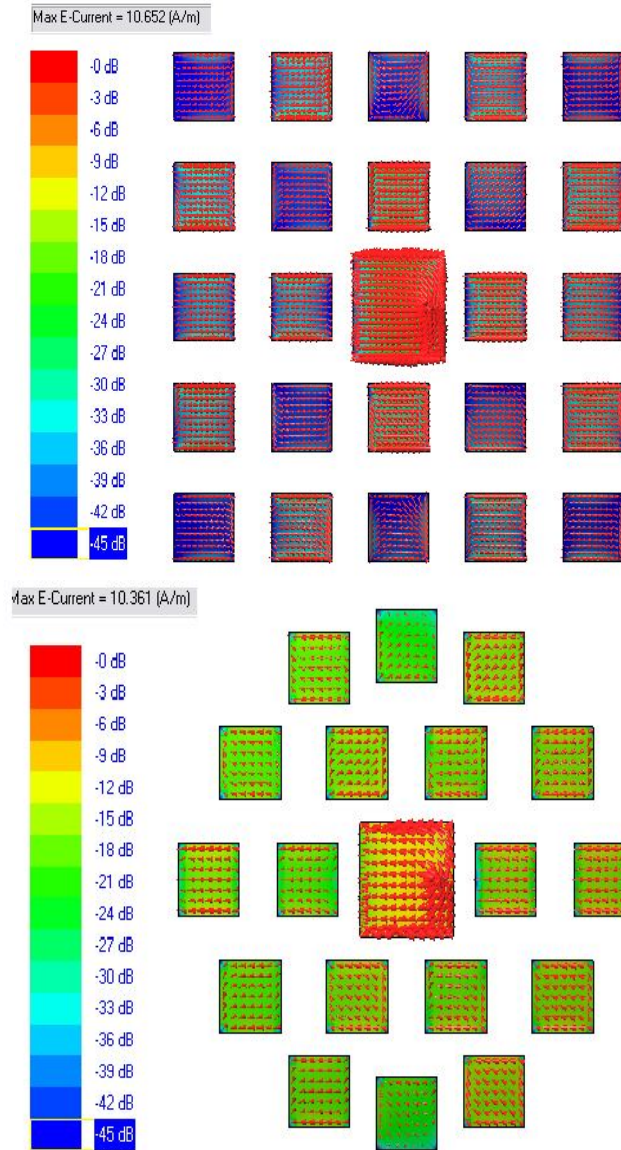 Max E-Current = 10.652 (A/m)
-0 dB
-3 dB
-6 dB
-9 dB
-12 dB
-15 dB
-18 dB
-21 dB
-24 dB
-27 dB
-30 dB
-33 dB
-36 dB
-39 dB
-42 dB
-45 dB
Max E-Current = 10.361 (A/m)
-0 dB
-3 dB
-6 dB
-9 dB
-12 dB
-15 dB
-18 dB
-21 dB
-24 dB
-27 dB
-30 dB
-33 dB
-36 dB
-39 dB
-42 dB
-45 dB